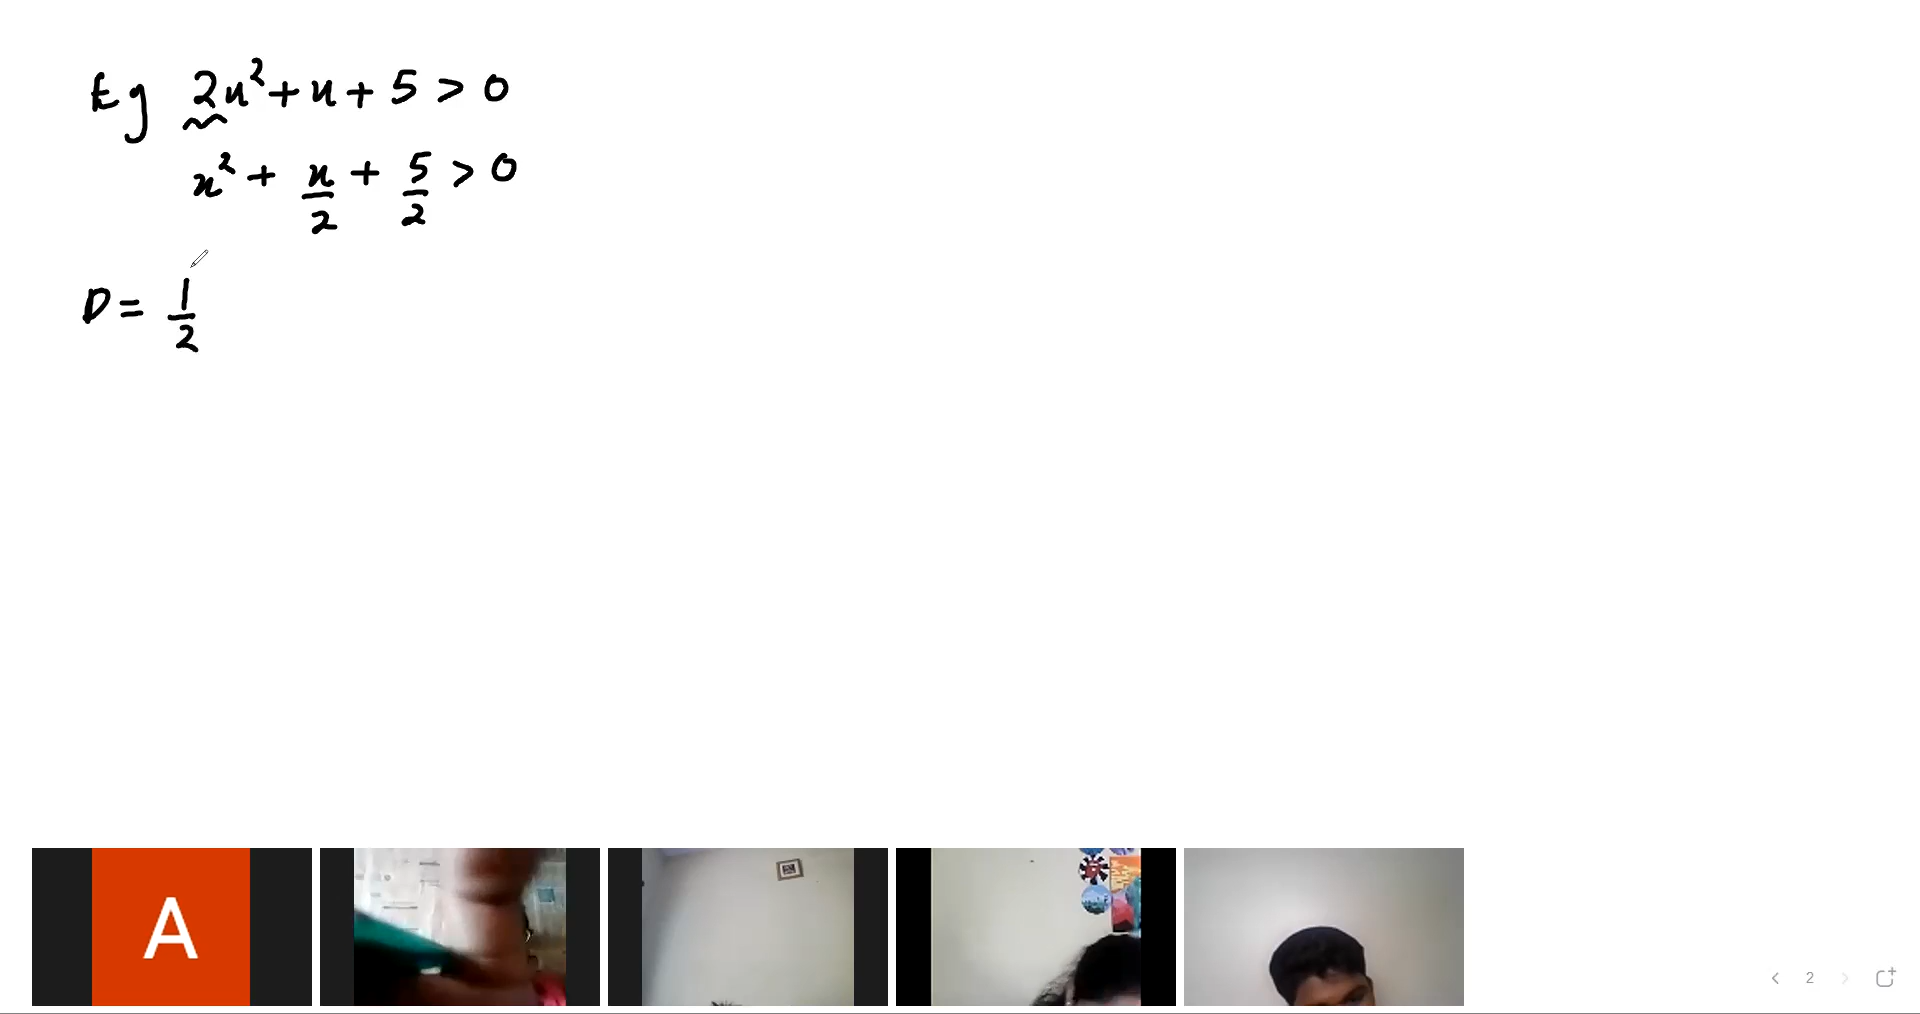 Eg 2x² + x + 5 > 0
x² + x/2 + 5/2 > 0
D = 1/2
A
2